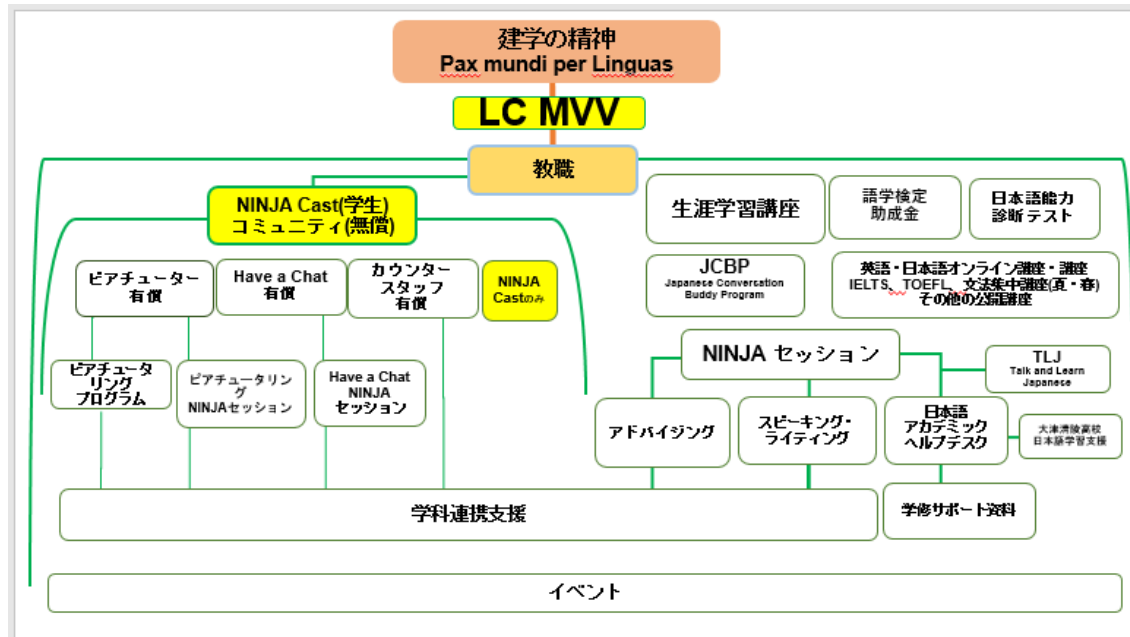 建学の精神
Pax mundi per Linguas
LC MVV
教職
NINJA Cast(学生)
コミュニティ(無償)
生涯学習講座
語学検定
助成金
日本語能力
診断テスト
ピアチューター
有償
Have a Chat
有償
カウンター
スタッフ
有償
NINJA
Castのみ
JCBP
Japanese Conversation
Buddy Program
英語・日本語オンライン講座・講座
IELTS、TOEFL、文法集中講座(夏・春)
その他の公開講座
NINJA セッション
TLJ
Talk and Learn
Japanese
ピアチュータ
リング
プログラム
ピアチュータリン
グ
NINJAセッション
Have a Chat
NINJA
セッション
アドバイジング
スピーキング・
ライティング
日本語
アカデミック
ヘルプデスク
大津清陵高校
日本語学習支援
学科連携支援
学修サポート資料
イベント